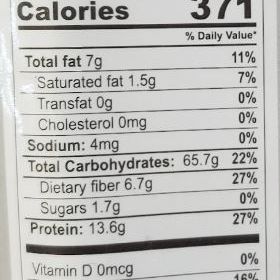 Calories 371
% Daily Value*
Total fat 7g 11%
Saturated fat 1.5g 7%
Transfat 0g 0%
Cholesterol 0mg 0%
Sodium: 4mg 0%
Total Carbohydrates: 65.7g 22%
Dietary fiber 6.7g 27%
Sugars 1.7g 0%
Protein: 13.6g 27%
Vitamin D 0mcg 0%
16%